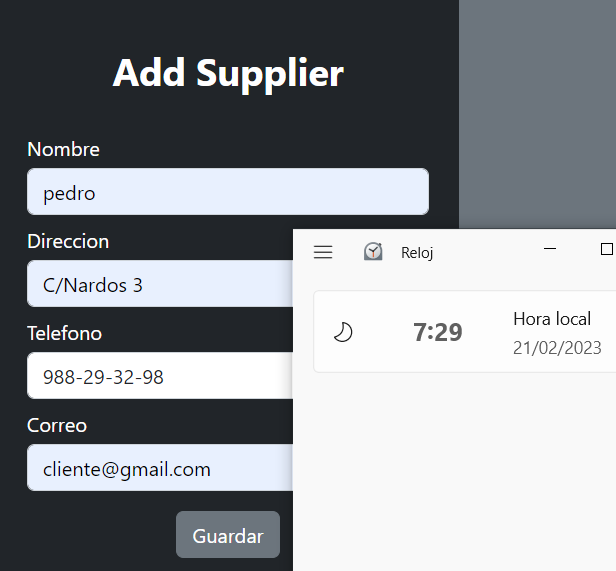 Add Supplier
Nombre
pedro
Direccion
C/Nardos 3
Telefono
988-29-32-98
Correo
cliente@gmail.com
Guardar
Reloj
7:29
Hora local
21/02/2023